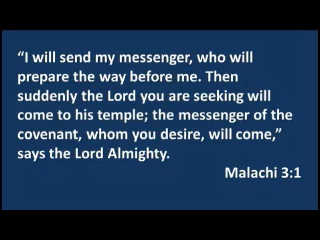 “I will send my messenger, who will
prepare the way before me. Then
suddenly the Lord you are seeking will
come to his temple; the messenger of the
covenant, whom you desire, will come,”
says the Lord Almighty.
Malachi 3:1